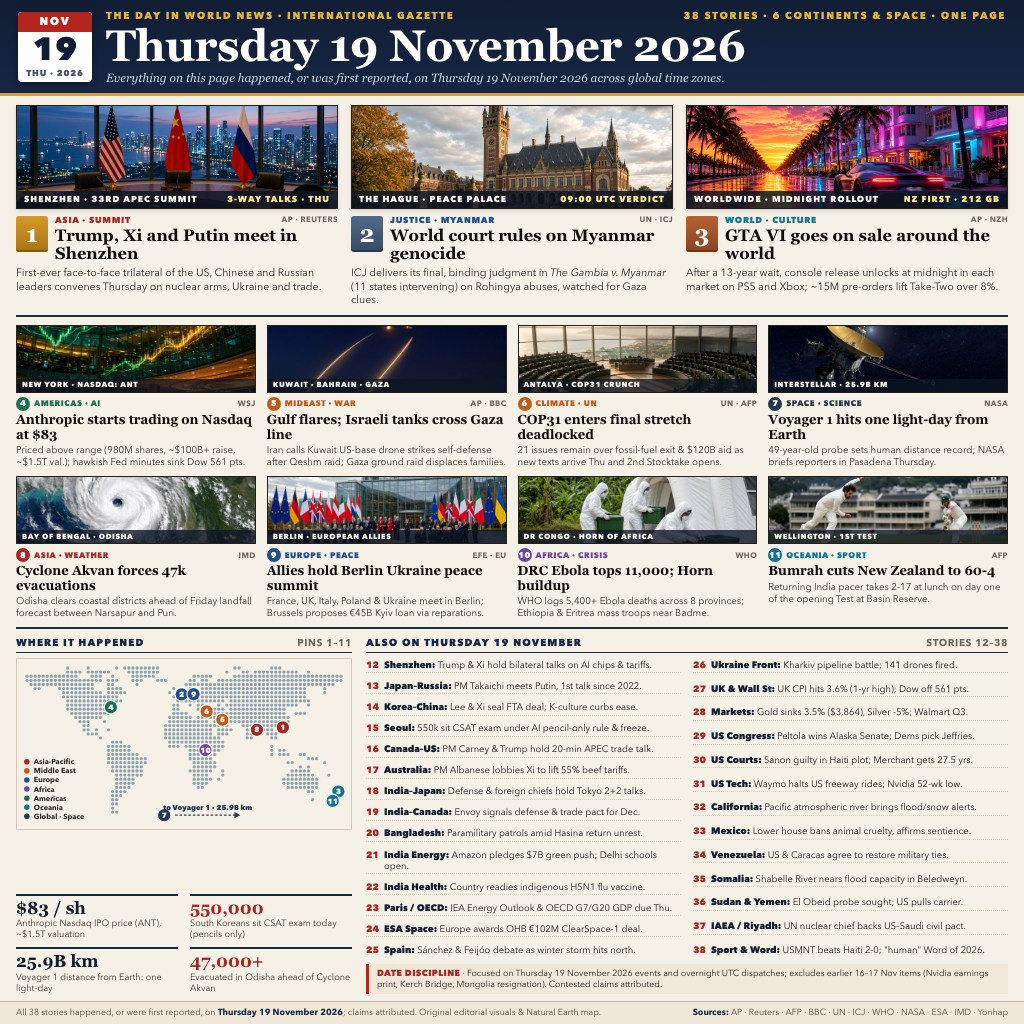 NOV
19
THU · 2026
THE DAY IN WORLD NEWS · INTERNATIONAL GAZETTE
38 STORIES · 6 CONTINENTS & SPACE · ONE PAGE
Thursday 19 November 2026
Everything on this page happened, or was first reported, on Thursday 19 November 2026 across global time zones.
SHENZHEN · 33RD APEC SUMMIT
3-WAY TALKS · THU
1
ASIA · SUMMIT
AP · REUTERS
Trump, Xi and Putin meet in
Shenzhen
First-ever face-to-face trilateral of the US, Chinese and Russian
leaders convenes Thursday on nuclear arms, Ukraine and trade.
THE HAGUE · PEACE PALACE
09:00 UTC VERDICT
2
JUSTICE · MYANMAR
UN · ICJ
World court rules on Myanmar
genocide
ICJ delivers its final, binding judgment in The Gambia v. Myanmar
(11 states intervening) on Rohingya abuses, watched for Gaza
clues.
WORLDWIDE · MIDNIGHT ROLLOUT
NZ FIRST · 212 GB
3
WORLD · CULTURE
AP · NZH
GTA VI goes on sale around the
world
After a 13-year wait, console release unlocks at midnight in each
market on PS5 and Xbox; ~15M pre-orders lift Take-Two over 8%.
NEW YORK · NASDAQ: ANT
4
AMERICAS · AI
WSJ
Anthropic starts trading on Nasdaq
at $83
Priced above range (980M shares, ~$100B+ raise,
~$1.5T val.); hawkish Fed minutes sink Dow 561 pts.
KUWAIT · BAHRAIN · GAZA
5
MIDEAST · WAR
AP · BBC
Gulf flares; Israeli tanks cross Gaza
line
Iran calls Kuwait US-base drone strikes self-defense
after Qeshm raid; Gaza ground raid displaces families.
ANTALYA · COP31 CRUNCH
6
CLIMATE · UN
UN · AFP
COP31 enters final stretch
deadlocked
21 issues remain over fossil-fuel exit & $120B aid as
new texts arrive Thu and 2nd Stocktake opens.
INTERSTELLAR · 25.9B KM
7
SPACE · SCIENCE
NASA
Voyager 1 hits one light-day from
Earth
49-year-old probe sets human distance record; NASA
briefs reporters in Pasadena Thursday.
BAY OF BENGAL · ODISHA
8
ASIA · WEATHER
IMD
Cyclone Akvan forces 47k
evacuations
Odisha clears coastal districts ahead of Friday landfall
forecast between Narsapur and Puri.
BERLIN · EUROPEAN ALLIES
9
EUROPE · PEACE
EFE · EU
Allies hold Berlin Ukraine peace
summit
France, UK, Italy, Poland & Ukraine meet in Berlin;
Brussels proposes €45B Kyiv loan via reparations.
DR CONGO · HORN OF AFRICA
10
AFRICA · CRISIS
WHO
DRC Ebola tops 11,000; Horn
buildup
WHO logs 5,400+ Ebola deaths across 8 provinces;
Ethiopia & Eritrea mass troops near Badme.
WELLINGTON · 1ST TEST
11
OCEANIA · SPORT
AFP
Bumrah cuts New Zealand to 60-4
Returning India pacer takes 2-17 at lunch on day one
of the opening Test at Basin Reserve.
WHERE IT HAPPENED
PINS 1–11
2
9
4
6
5
8
1
10
3
11
Asia-Pacific
Middle East
Europe
Africa
Americas
Oceania
Global · Space
to Voyager 1 · 25.9B km
7
$83 / sh
Anthropic Nasdaq IPO price (ANT),
~$1.5T valuation
550,000
South Koreans sit CSAT exam today
(pencils only)
25.9B km
Voyager 1 distance from Earth: one
light-day
47,000+
Evacuated in Odisha ahead of Cyclone
Akvan
ALSO ON THURSDAY 19 NOVEMBER
STORIES 12–38
12 Shenzhen: Trump & Xi hold bilateral talks on AI chips & tariffs.
13 Japan–Russia: PM Takaichi meets Putin, 1st talk since 2022.
14 Korea–China: Lee & Xi seal FTA deal; K-culture curbs ease.
15 Seoul: 550k sit CSAT exam under AI pencil-only rule & freeze.
16 Canada–US: PM Carney & Trump hold 20-min APEC trade talk.
17 Australia: PM Albanese lobbies Xi to lift 55% beef tariffs.
18 India–Japan: Defense & foreign chiefs hold Tokyo 2+2 talks.
19 India–Canada: Envoy signals defense & trade pact for Dec.
20 Bangladesh: Paramilitary patrols amid Hasina return unrest.
21 India Energy: Amazon pledges $7B green push; Delhi schools
open.
22 India Health: Country readies indigenous H5N1 flu vaccine.
23 Paris / OECD: IEA Energy Outlook & OECD G7/G20 GDP due Thu.
24 ESA Space: Europe awards OHB €102M ClearSpace-1 deal.
25 Spain: Sánchez & Feijóo debate as winter storm hits north.
26 Ukraine Front: Kharkiv pipeline battle; 141 drones fired.
27 UK & Wall St: UK CPI hits 3.6% (1-yr high); Dow off 561 pts.
28 Markets: Gold sinks 3.5% ($3,864), Silver -5%; Walmart Q3.
29 US Congress: Peltola wins Alaska Senate; Dems pick Jeffries.
30 US Courts: Sanon guilty in Haiti plot; Merchant gets 27.5 yrs.
31 US Tech: Waymo halts US freeway rides; Nvidia 52-wk low.
32 California: Pacific atmospheric river brings flood/snow alerts.
33 Mexico: Lower house bans animal cruelty, affirms sentience.
34 Venezuela: US & Caracas agree to restore military ties.
35 Somalia: Shabelle River nears flood capacity in Beledweyn.
36 Sudan & Yemen: El Obeid probe sought; US pulls carrier.
37 IAEA / Riyadh: UN nuclear chief backs US–Saudi civil pact.
38 Sport & Word: USMNT beats Haiti 2-0; "human" Word of 2026.
DATE DISCIPLINE · Focused on Thursday 19 November 2026 events and overnight UTC dispatches; excludes earlier 16–17 Nov items (Nvidia earnings
print, Kerch Bridge, Mongolia resignation). Contested claims attributed.
All 38 stories happened, or were first reported, on Thursday 19 November 2026; claims attributed. Original editorial visuals & Natural Earth map.
Sources: AP · Reuters · AFP · BBC · UN · ICJ · WHO · NASA · ESA · IMD · Yonhap